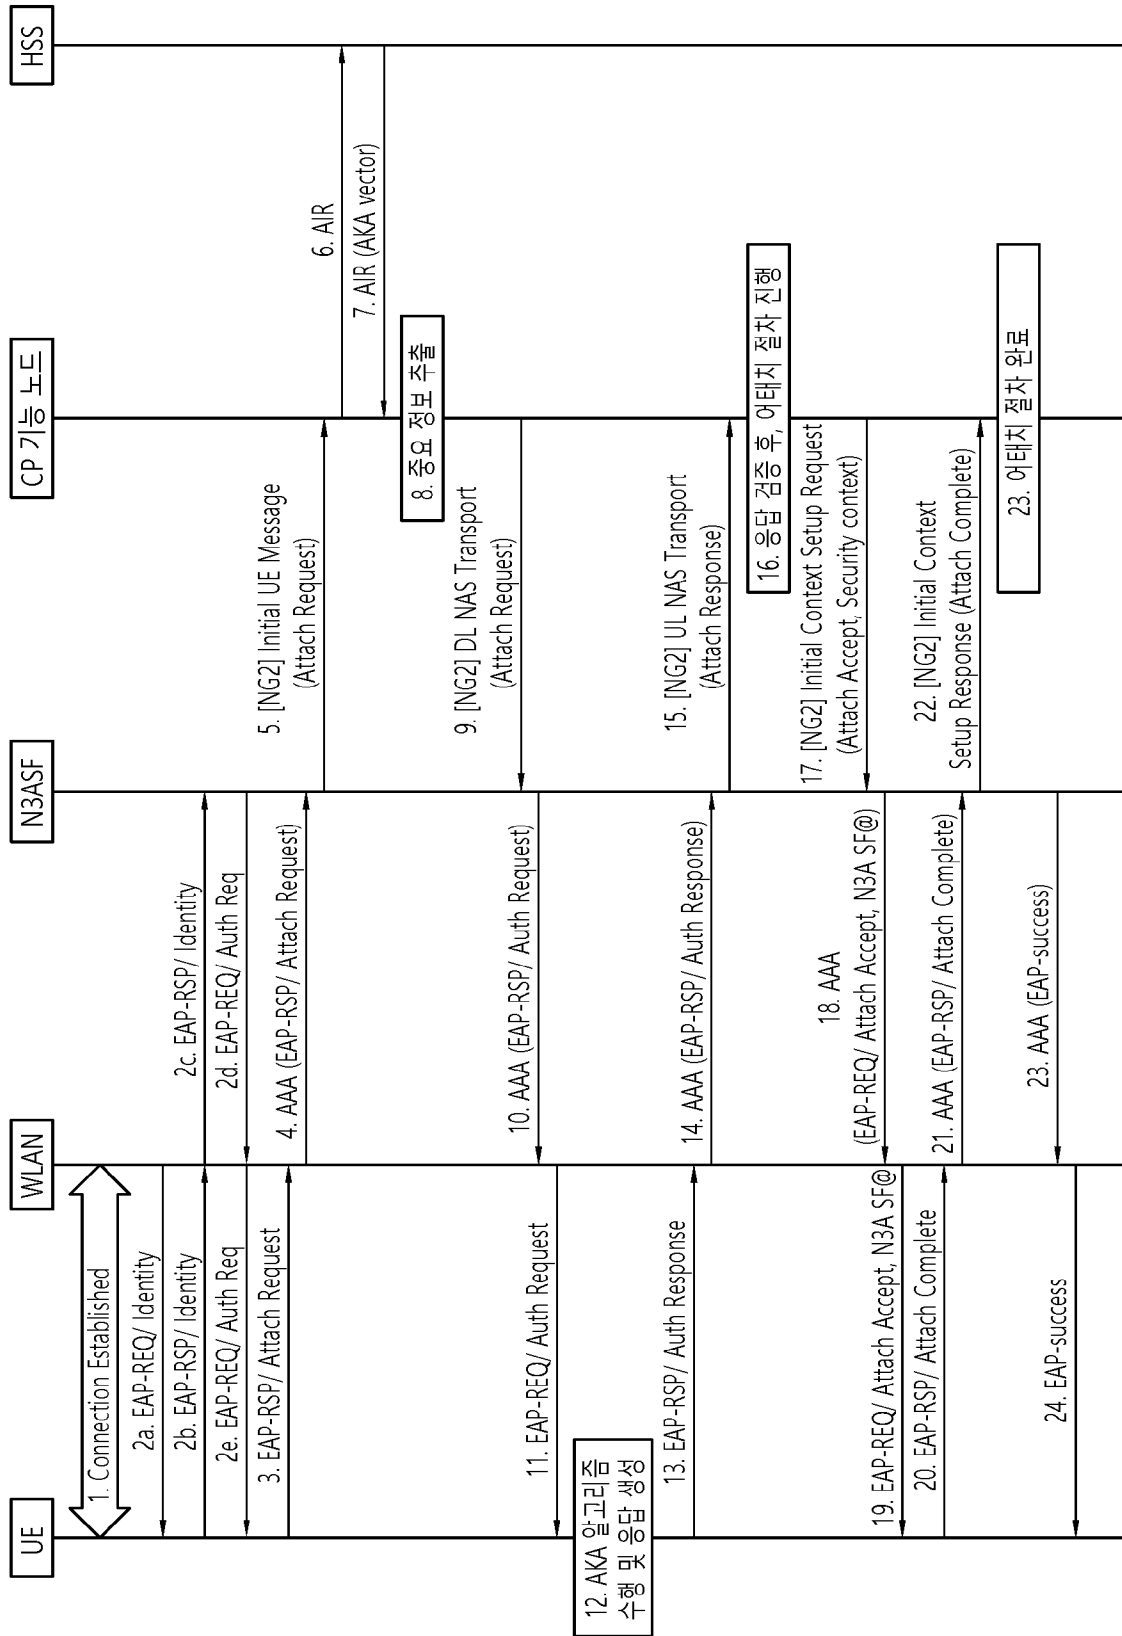 UE
WLAN
N3ASF
CP 기능 노드
HSS
1. Connection Established
2a. EAP-REQ/ Identity
2b. EAP-RSP/ Identity
2c. EAP-RSP/ Identity
2d. EAP-REQ/ Auth Req
2e. EAP-REQ/ Auth Req
3. EAP-RSP/ Attach Request
4. AAA (EAP-RSP/ Attach Request)
5. [NG2] Initial UE Message
(Attach Request)
6. AIR
7. AIR (AKA vector)
8. 중요 정보 추출
9. [NG2] DL NAS Transport
(Attach Request)
10. AAA (EAP-RSP/ Auth Request)
11. EAP-REQ/ Auth Request
12. AKA 알고리즘
수행 및 응답 생성
13. EAP-RSP/ Auth Response
14. AAA (EAP-RSP/ Auth Response)
15. [NG2] UL NAS Transport
(Attach Response)
16. 응답 검증 후, 어태치 절차 진행
17. [NG2] Initial Context Setup Request
(Attach Accept, Security context)
18. AAA
(EAP-REQ/ Attach Accept, N3A SF@)
19. EAP-REQ/ Attach Accept, N3A SF@
20. EAP-RSP/ Attach Complete
21. AAA (EAP-RSP/ Attach Complete)
22. [NG2] Initial Context
Setup Response (Attach Complete)
23. 어태치 절차 완료
23. AAA (EAP-success)
24. EAP-success